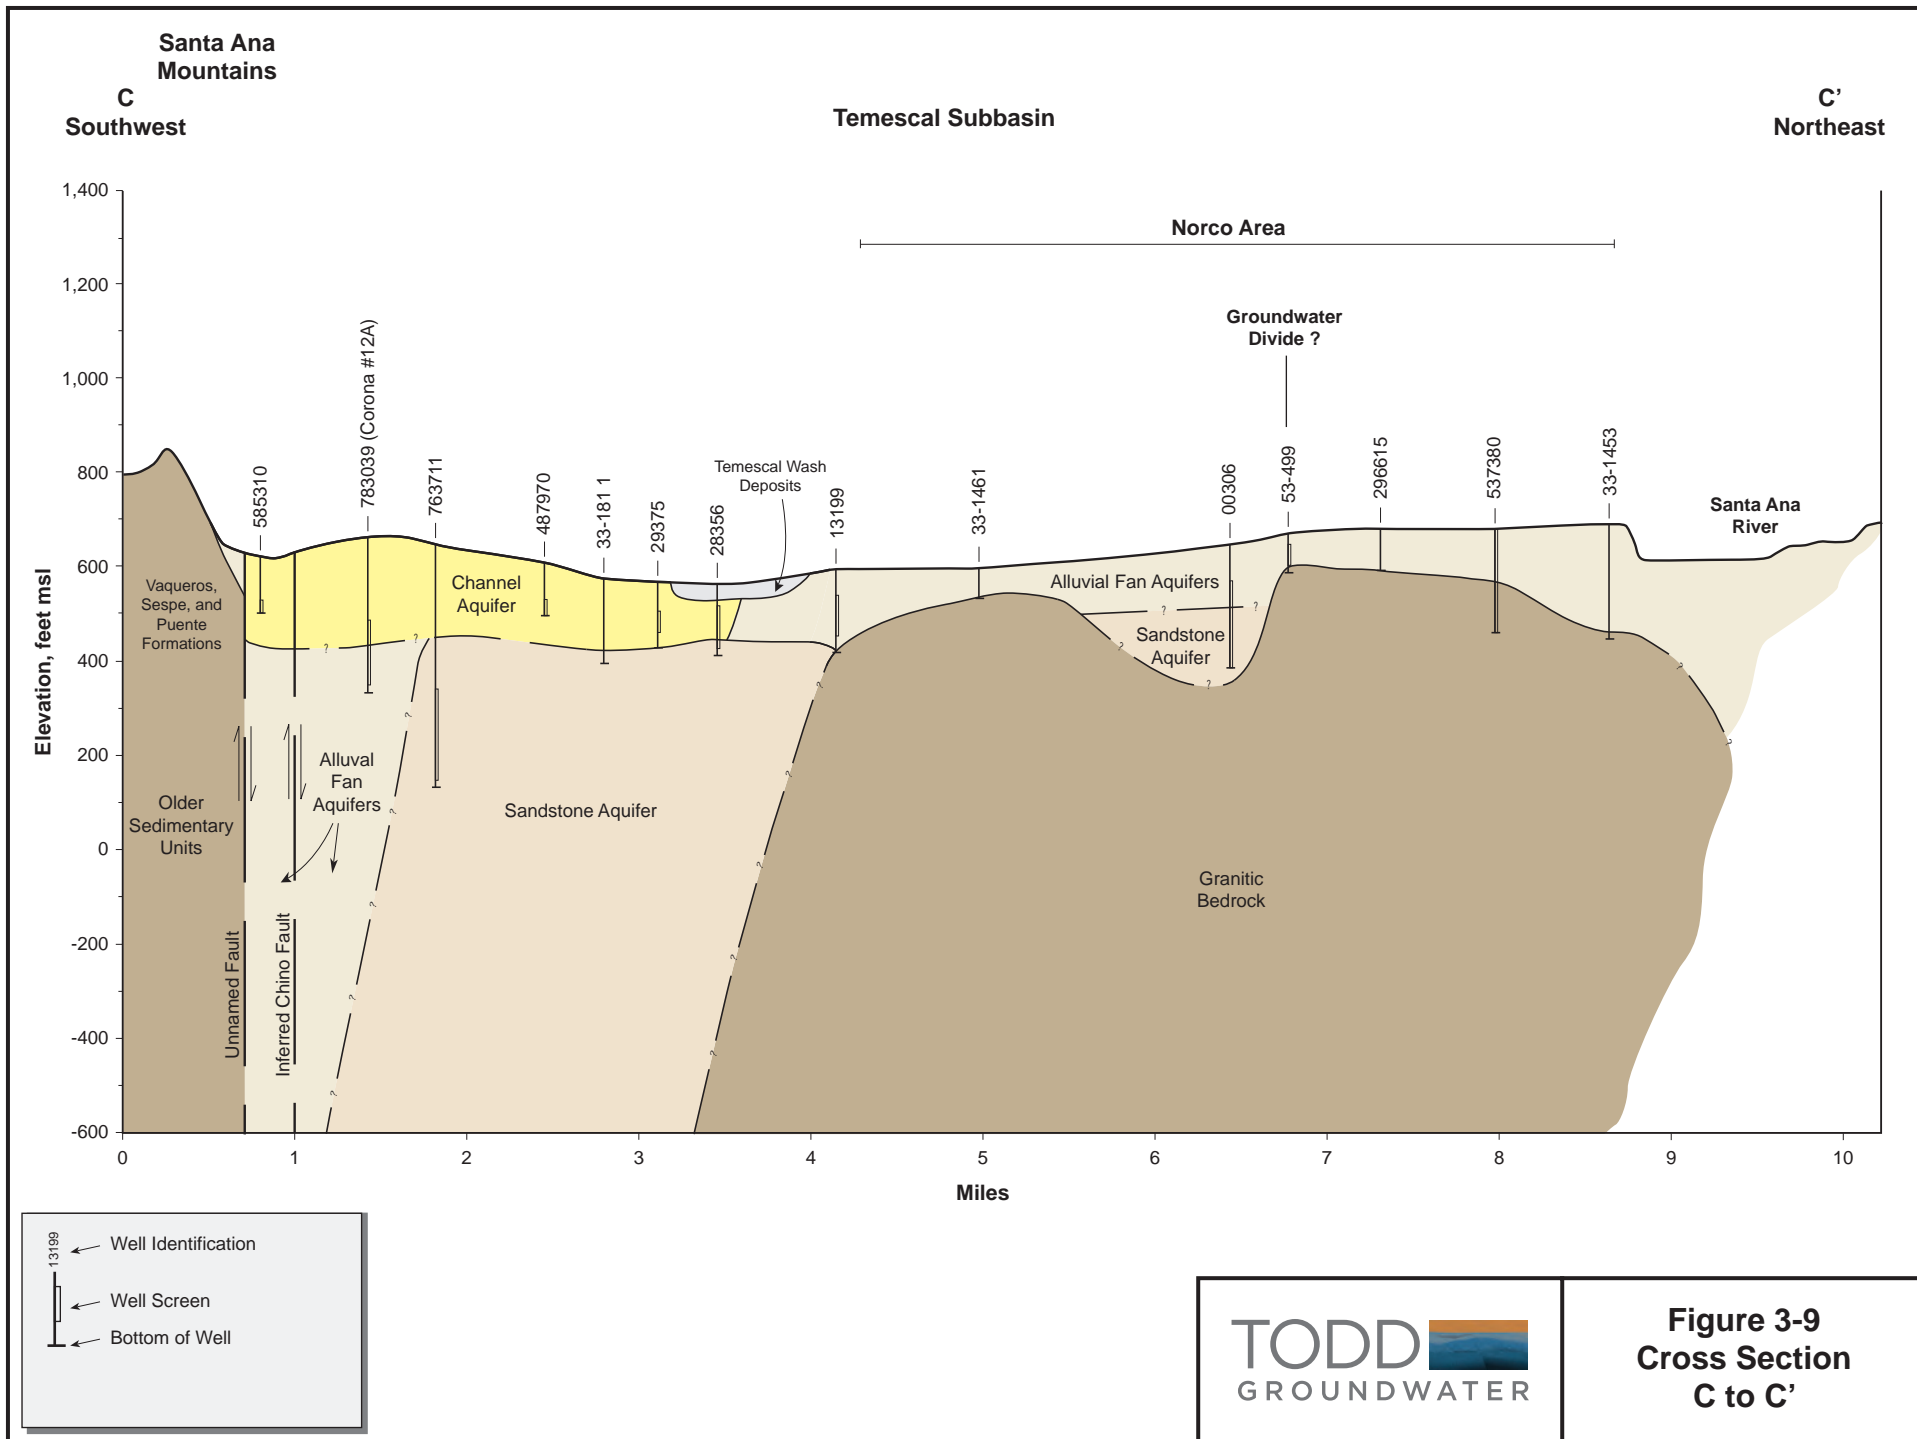 Santa Ana
Mountains
C
Southwest
Temescal Subbasin
C’
Northeast
1,400
1,200
1,000
800
600
400
200
0
-200
-400
-600
Elevation, feet msl
Norco Area
Groundwater
Divide ?
585310
783039 (Corona #12A)
763711
487970
33-181 1
29375
28356
Temescal Wash
Deposits
13199
33-1461
00306
53-499
296615
537380
33-1453
Santa Ana
River
Vaqueros,
Sespe, and
Puente
Formations
Channel
Aquifer
Alluvial Fan Aquifers
Sandstone
Aquifer
Older
Sedimentary
Units
Alluval
Fan
Aquifers
Sandstone Aquifer
Granitic
Bedrock
Unnamed Fault
Inferred Chino Fault
? ? ? ? ? ? ? ? ? ? ? ? ? ? ? ? ? ? ?
0 1 2 3 4 5 6 7 8 9 10
Miles
13199
Well Identification
Well Screen
Bottom of Well
TODD
GROUNDWATER
Figure 3-9
Cross Section
C to C’